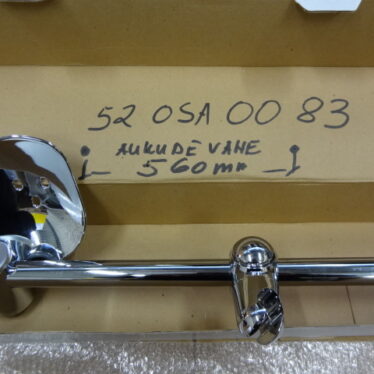 52 OSA 00 83
AUKUDE VAHE
560mm